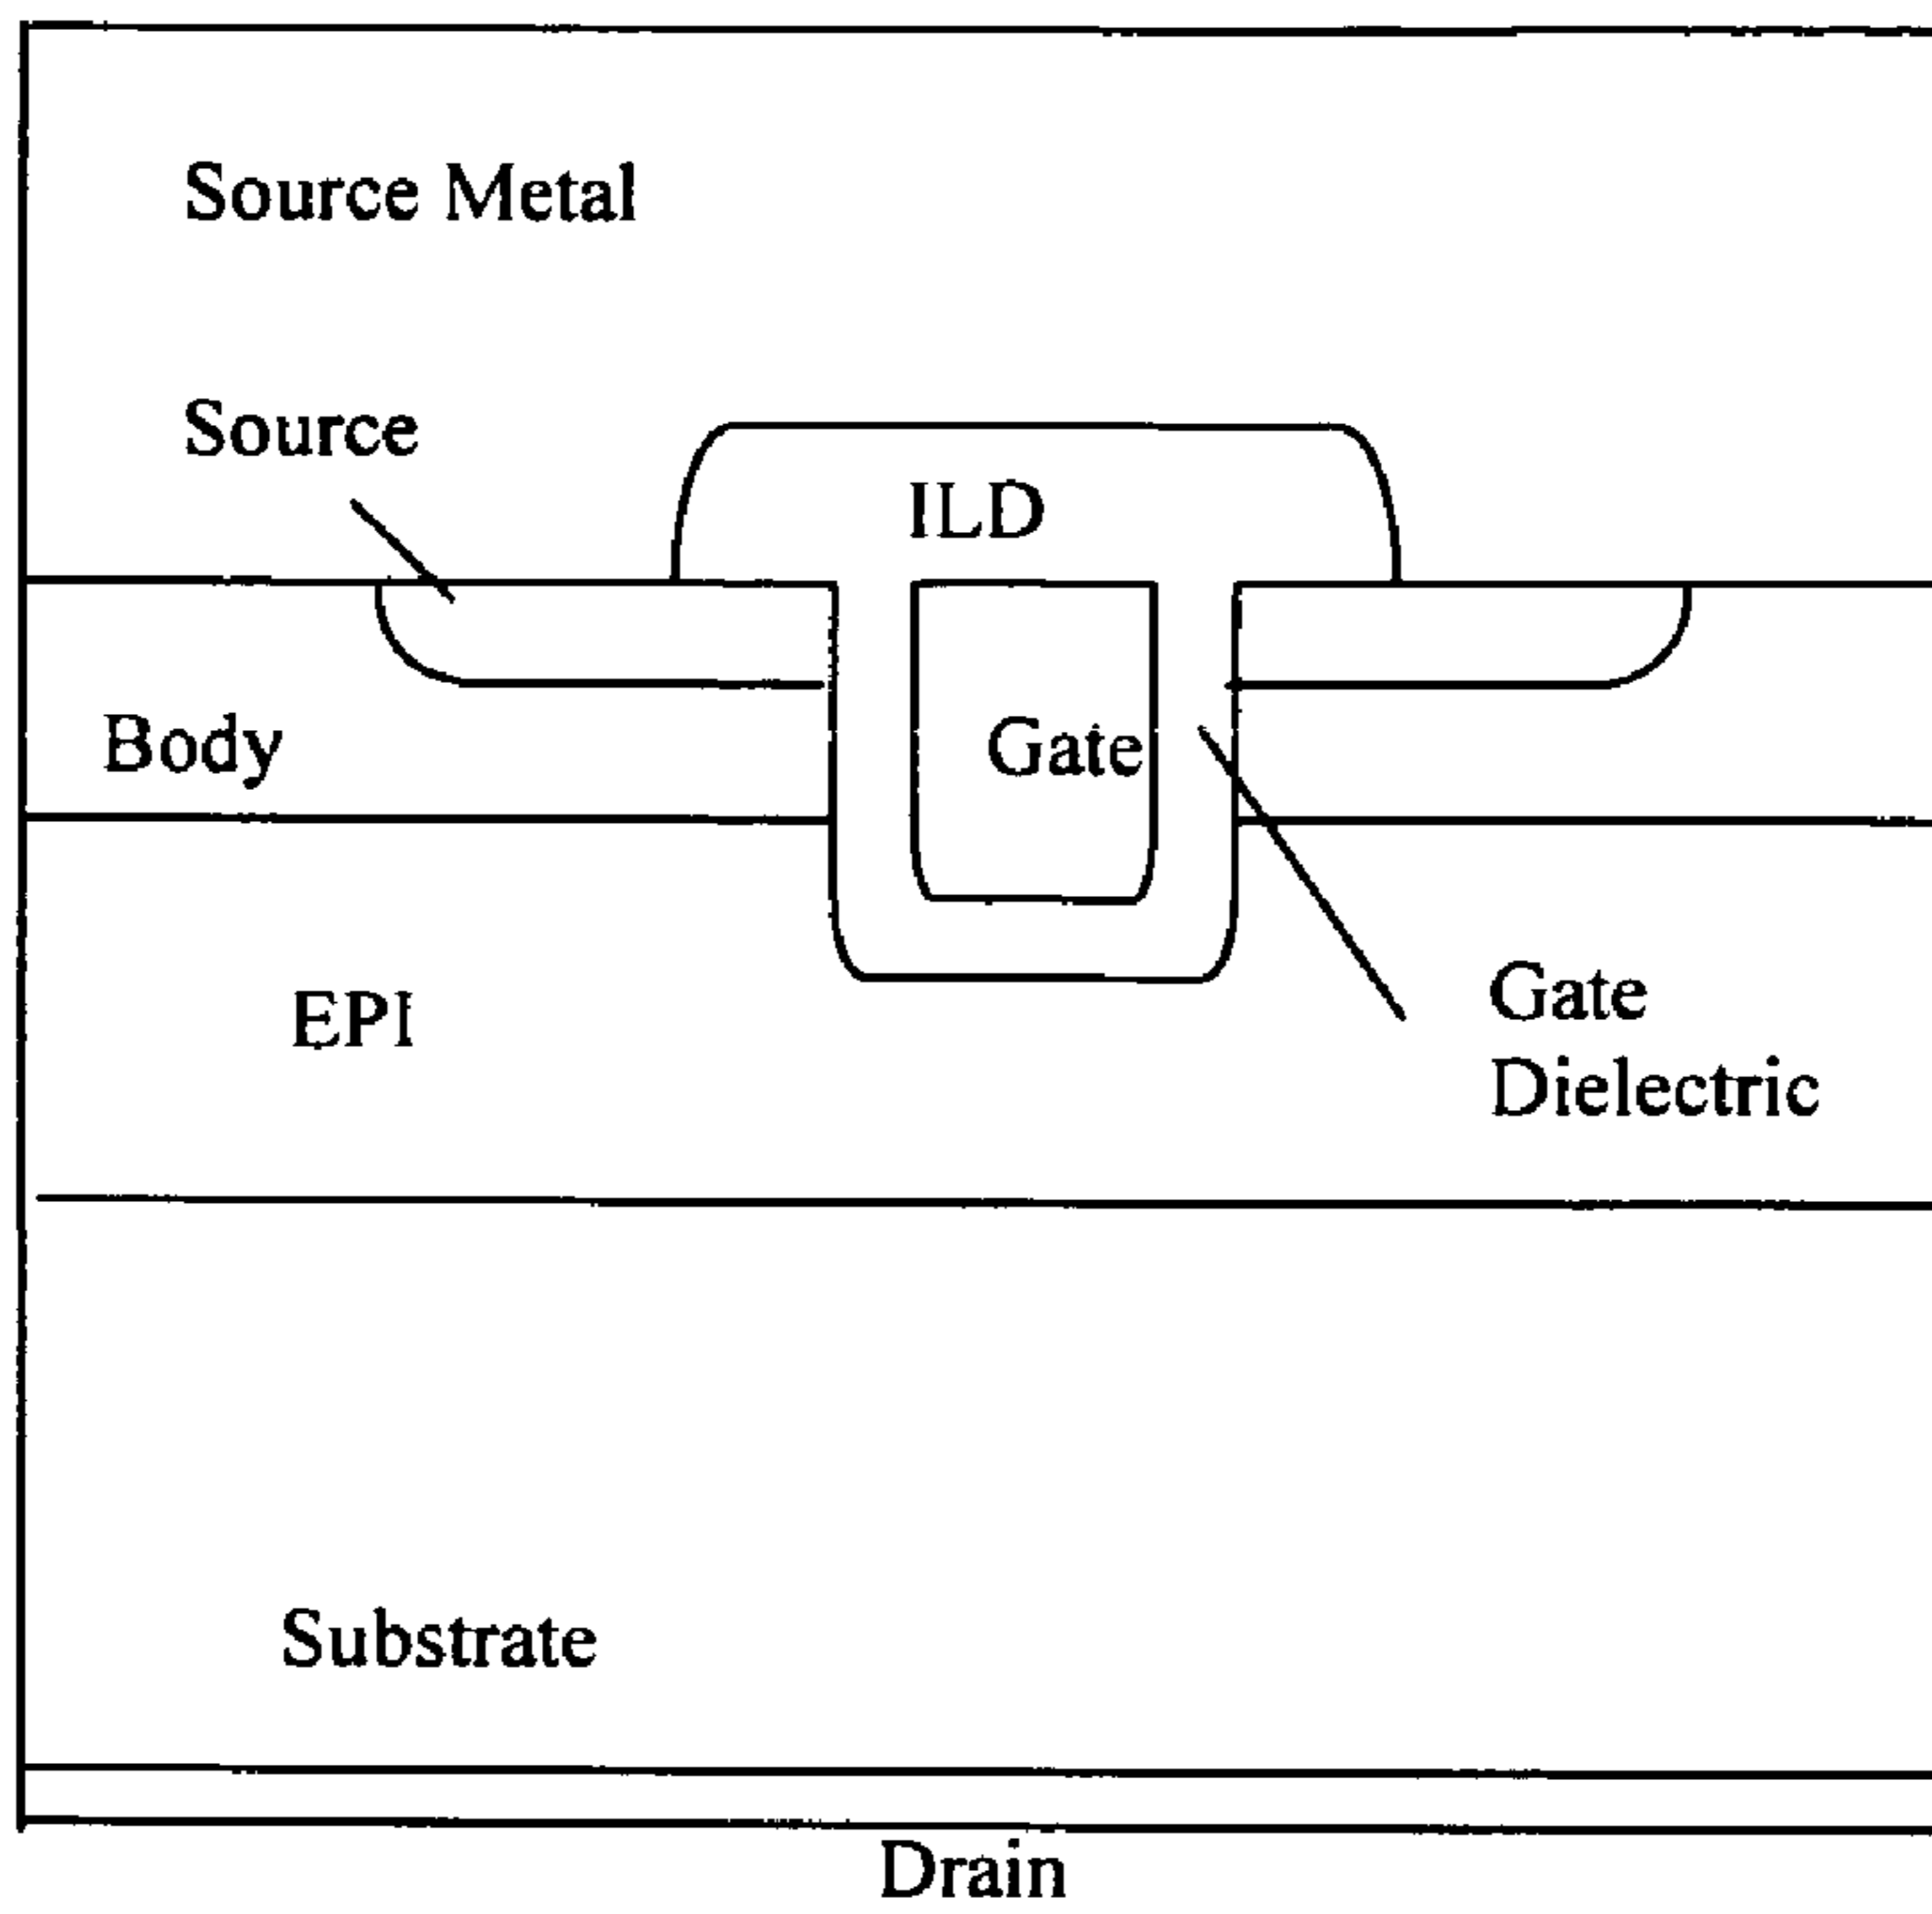 Source Metal
Source
ILD
Body
Gate
EPI
Gate
Dielectric
Substrate
Drain